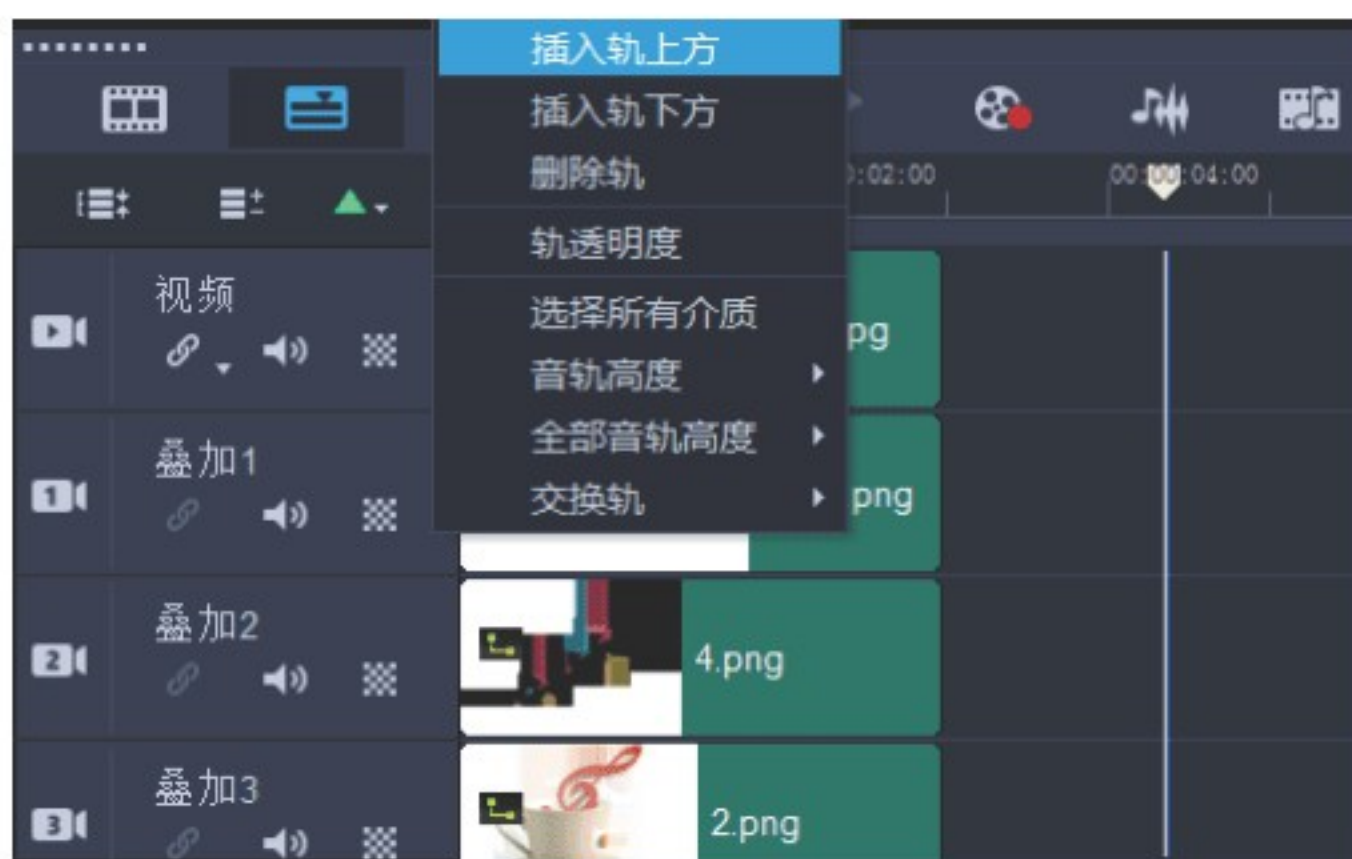 插入轨上方
插入轨下方
删除轨
:02:00
00:00:04:00
轨透明度
视频
选择所有介质
pg
音轨高度
全部音轨高度
叠加1
交换轨
png
1
叠加2
2
4.png
叠加3
3
2.png